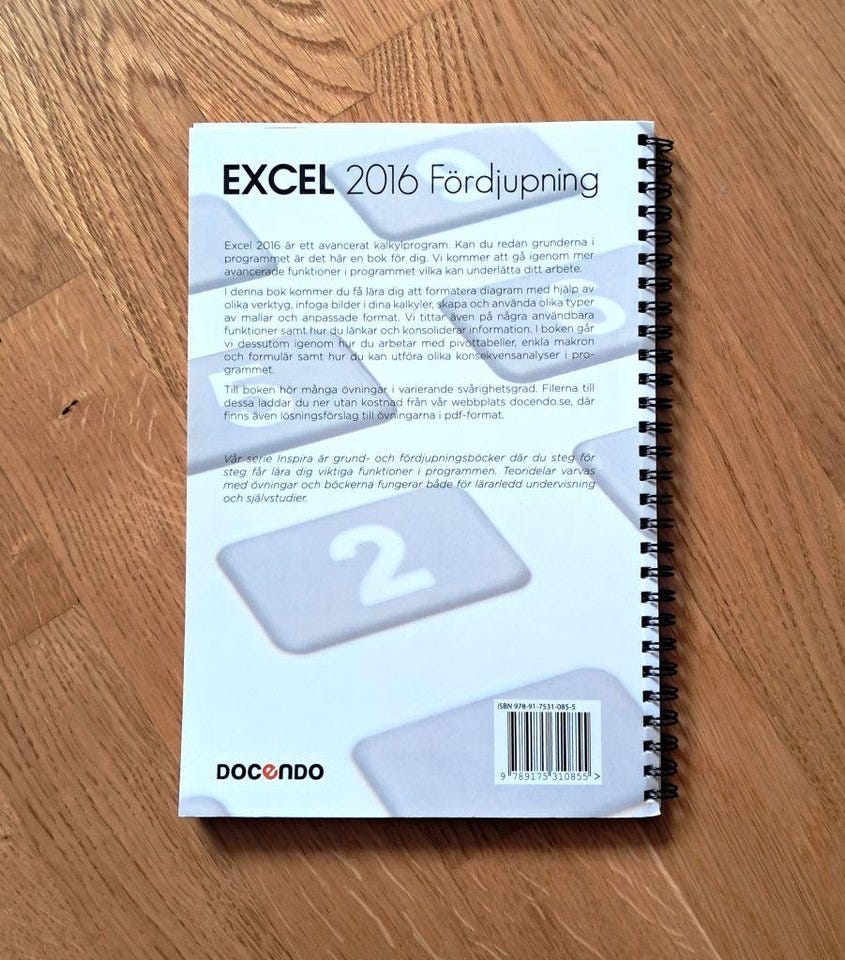 EXCEL 2016 Fördjupning
Excel 2016 är ett avancerat kalkylprogram. Kan du redan grunderna i
programmet är det här en bok för dig. Vi kommer att gå igenom mer
avancerade funktioner i programmet vilka kan underlätta ditt arbete.
I denna bok kommer du få lära dig att formatera diagram med hjälp av
olika verktyg, infoga bilder i dina kalkyler, skapa och använda olika typer
av mallar och anpassade format. Vi tittar även på några användbara
funktioner samt hur du länkar och konsoliderar information. I boken går
vi dessutom igenom hur du arbetar med pivottabeller, enkla makron
och formulär samt hur du kan utföra olika konsekvensanalyser i pro-
grammet.
Till boken hör många övningar i varierande svårighetsgrad. Filerna till
dessa laddar du ner utan kostnad från vår webbplats docendo.se, där
finns även lösningsförslag till övningarna i pdf-format.
Vår serie Inspira är grund- och fördjupningsböcker där du steg för
steg får lära dig viktiga funktioner i programmen. Teoridelar varvas
med övningar och böckerna fungerar både för lärarledd undervisning
och självstudier.
2
ISBN 978-91-7531-085-5
9 789175 310855 >
DOCENDO